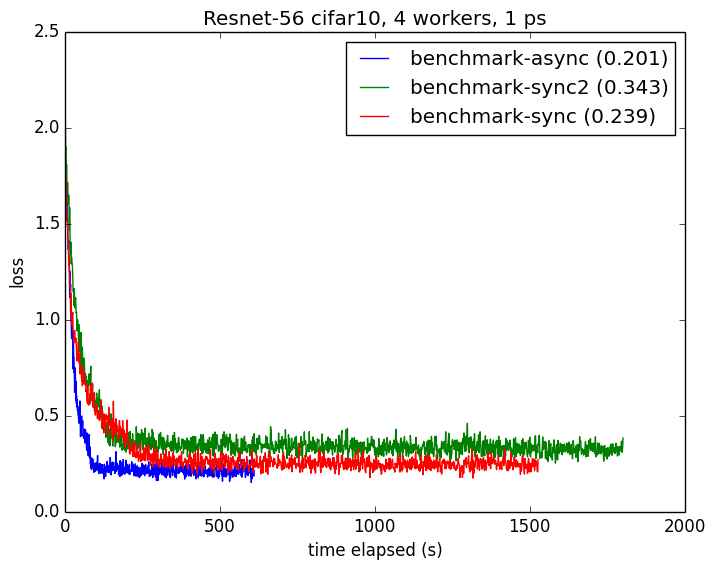 Resnet-56 cifar10, 4 workers, 1 ps
2.5
benchmark-async (0.201)
benchmark-sync2 (0.343)
benchmark-sync (0.239)
2.0
1.5
loss
1.0
0.5
0.0
0 500 1000 1500 2000
time elapsed (s)